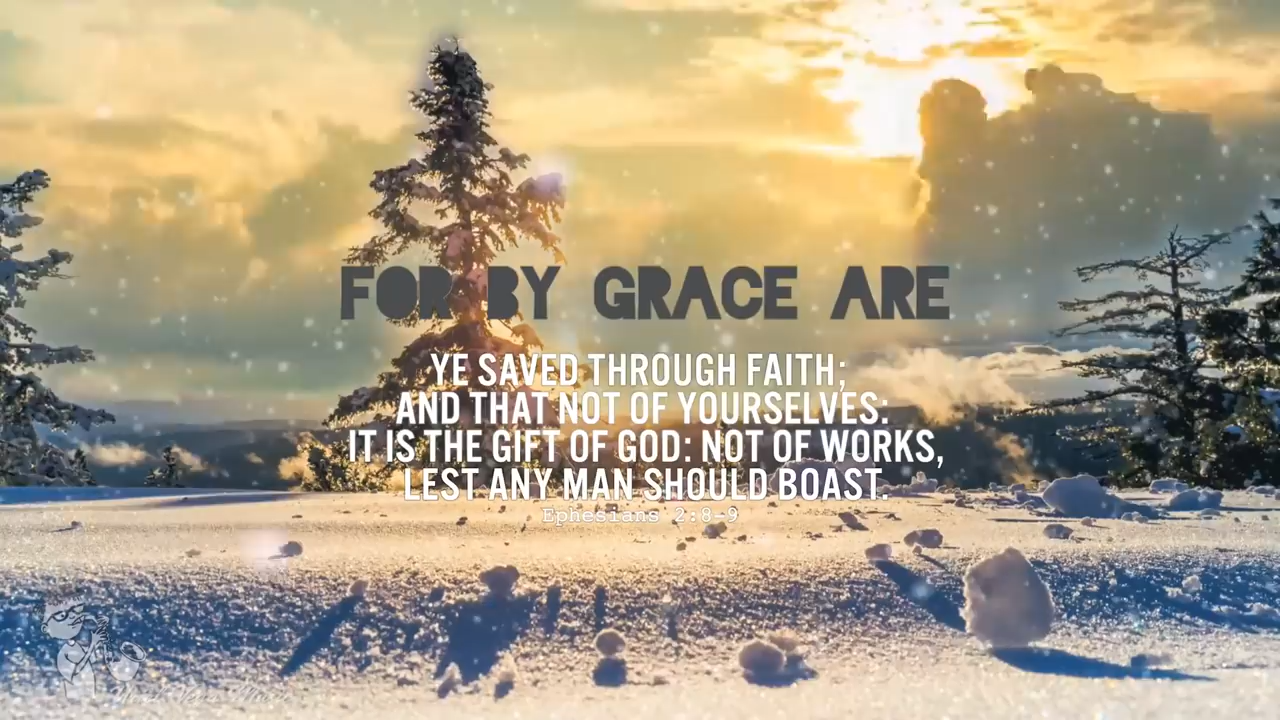 FOR BY GRACE ARE
YE SAVED THROUGH FAITH;
AND THAT NOT OF YOURSELVES:
IT IS THE GIFT OF GOD: NOT OF WORKS,
LEST ANY MAN SHOULD BOAST.
Ephesians 2:8-9